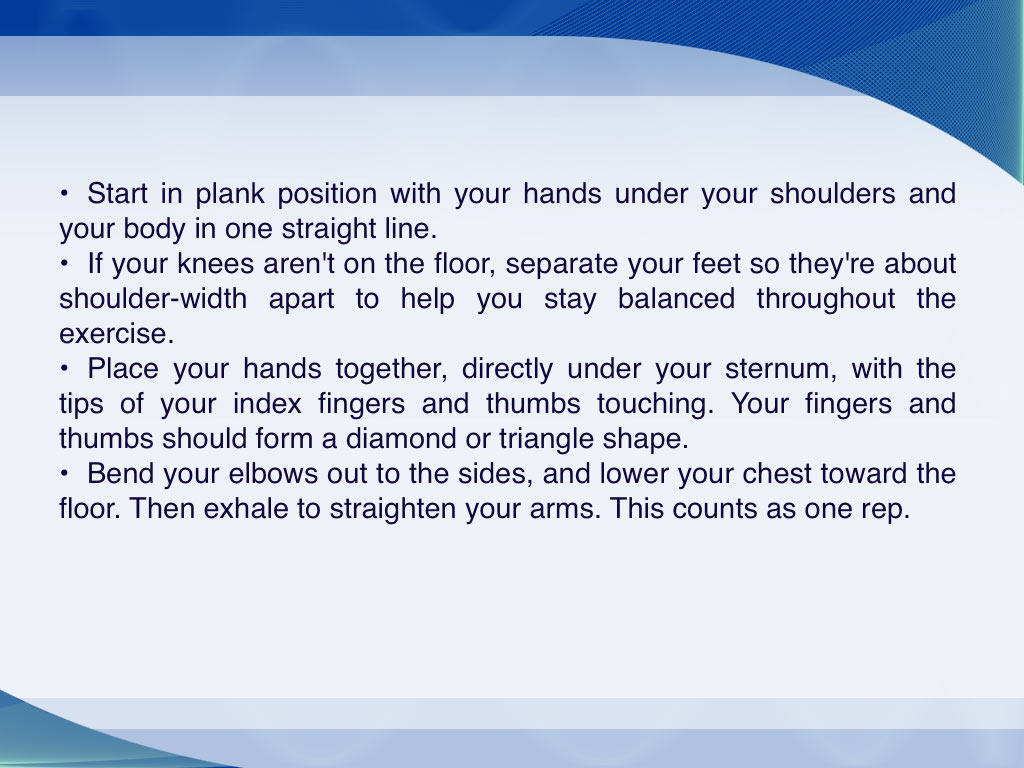 • Start in plank position with your hands under your shoulders and
your body in one straight line.
• If your knees aren't on the floor, separate your feet so they're about
shoulder-width apart to help you stay balanced throughout the
exercise.
• Place your hands together, directly under your sternum, with the
tips of your index fingers and thumbs touching. Your fingers and
thumbs should form a diamond or triangle shape.
• Bend your elbows out to the sides, and lower your chest toward the
floor. Then exhale to straighten your arms. This counts as one rep.